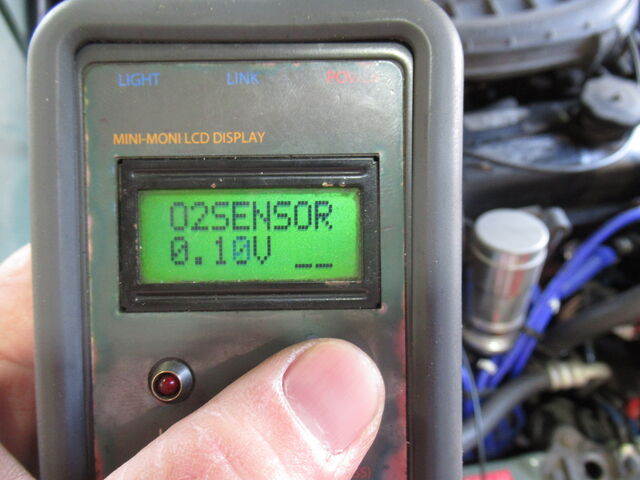 LIGHT LINK POWER
MINI-MONI LCD DISPLAY
O2SENSOR
0.10V __